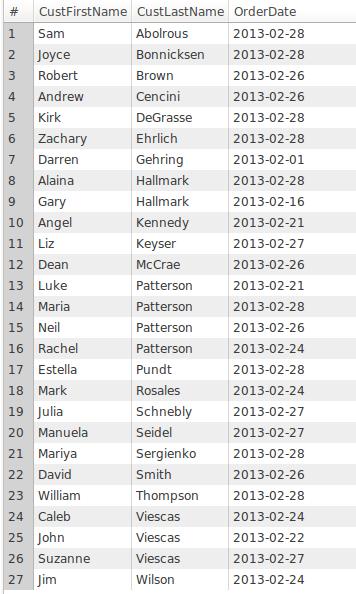 # CustFirstName CustLastName OrderDate
1 Sam Abolrous 2013-02-28
2 Joyce Bonnicksen 2013-02-28
3 Robert Brown 2013-02-26
4 Andrew Cencini 2013-02-26
5 Kirk DeGrasse 2013-02-28
6 Zachary Ehrlich 2013-02-28
7 Darren Gehring 2013-02-01
8 Alaina Hallmark 2013-02-28
9 Gary Hallmark 2013-02-16
10 Angel Kennedy 2013-02-21
11 Liz Keyser 2013-02-27
12 Dean McCrae 2013-02-26
13 Luke Patterson 2013-02-21
14 Maria Patterson 2013-02-28
15 Neil Patterson 2013-02-26
16 Rachel Patterson 2013-02-24
17 Estella Pundt 2013-02-28
18 Mark Rosales 2013-02-24
19 Julia Schnebly 2013-02-27
20 Manuela Seidel 2013-02-27
21 Mariya Sergienko 2013-02-28
22 David Smith 2013-02-26
23 William Thompson 2013-02-28
24 Caleb Viescas 2013-02-24
25 John Viescas 2013-02-22
26 Suzanne Viescas 2013-02-27
27 Jim Wilson 2013-02-24